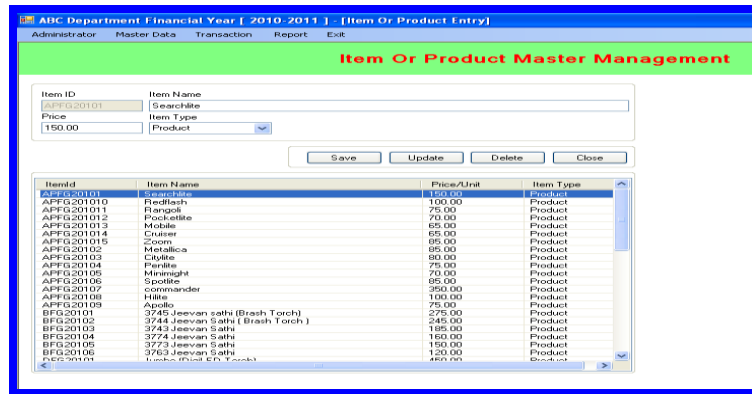 ABC Department Financial Year [ 2010-2011 ] - [Item Or Product Entry]
Administrator Master Data Transaction Report Exit
Item Or Product Master Management
Item ID Item Name
APFG20101 Searchlite
Price Item Type
150.00 Product
Save Update Delete Close
ItemId Item Name Price/Unit Item Type
APFG20101 Searchlite 150.00 Product
APFG201010 Redflash 100.00 Product
APFG201011 Rangoli 75.00 Product
APFG201012 Pocketlite 70.00 Product
APFG201013 Mobile 65.00 Product
APFG201014 Cruiser 65.00 Product
APFG201015 Zoom 85.00 Product
APFG20102 Metallica 85.00 Product
APFG20103 Citylite 80.00 Product
APFG20104 Penlite 75.00 Product
APFG20105 Minimight 70.00 Product
APFG20106 Spotlite 85.00 Product
APFG20107 commander 350.00 Product
APFG20108 Hilite 100.00 Product
APFG20109 Apollo 75.00 Product
BFG20101 3745 Jeevan sathi (Brash Torch) 275.00 Product
BFG20102 3744 Jeevan Sathi ( Brash Torch ) 245.00 Product
BFG20103 3743 Jeevan Sathi 185.00 Product
BFG20104 3774 Jeevan Sathi 160.00 Product
BFG20105 3773 Jeevan Sathi 150.00 Product
BFG20106 3763 Jeevan Sathi 120.00 Product
DFG20101 Jumbo 450.00 Product